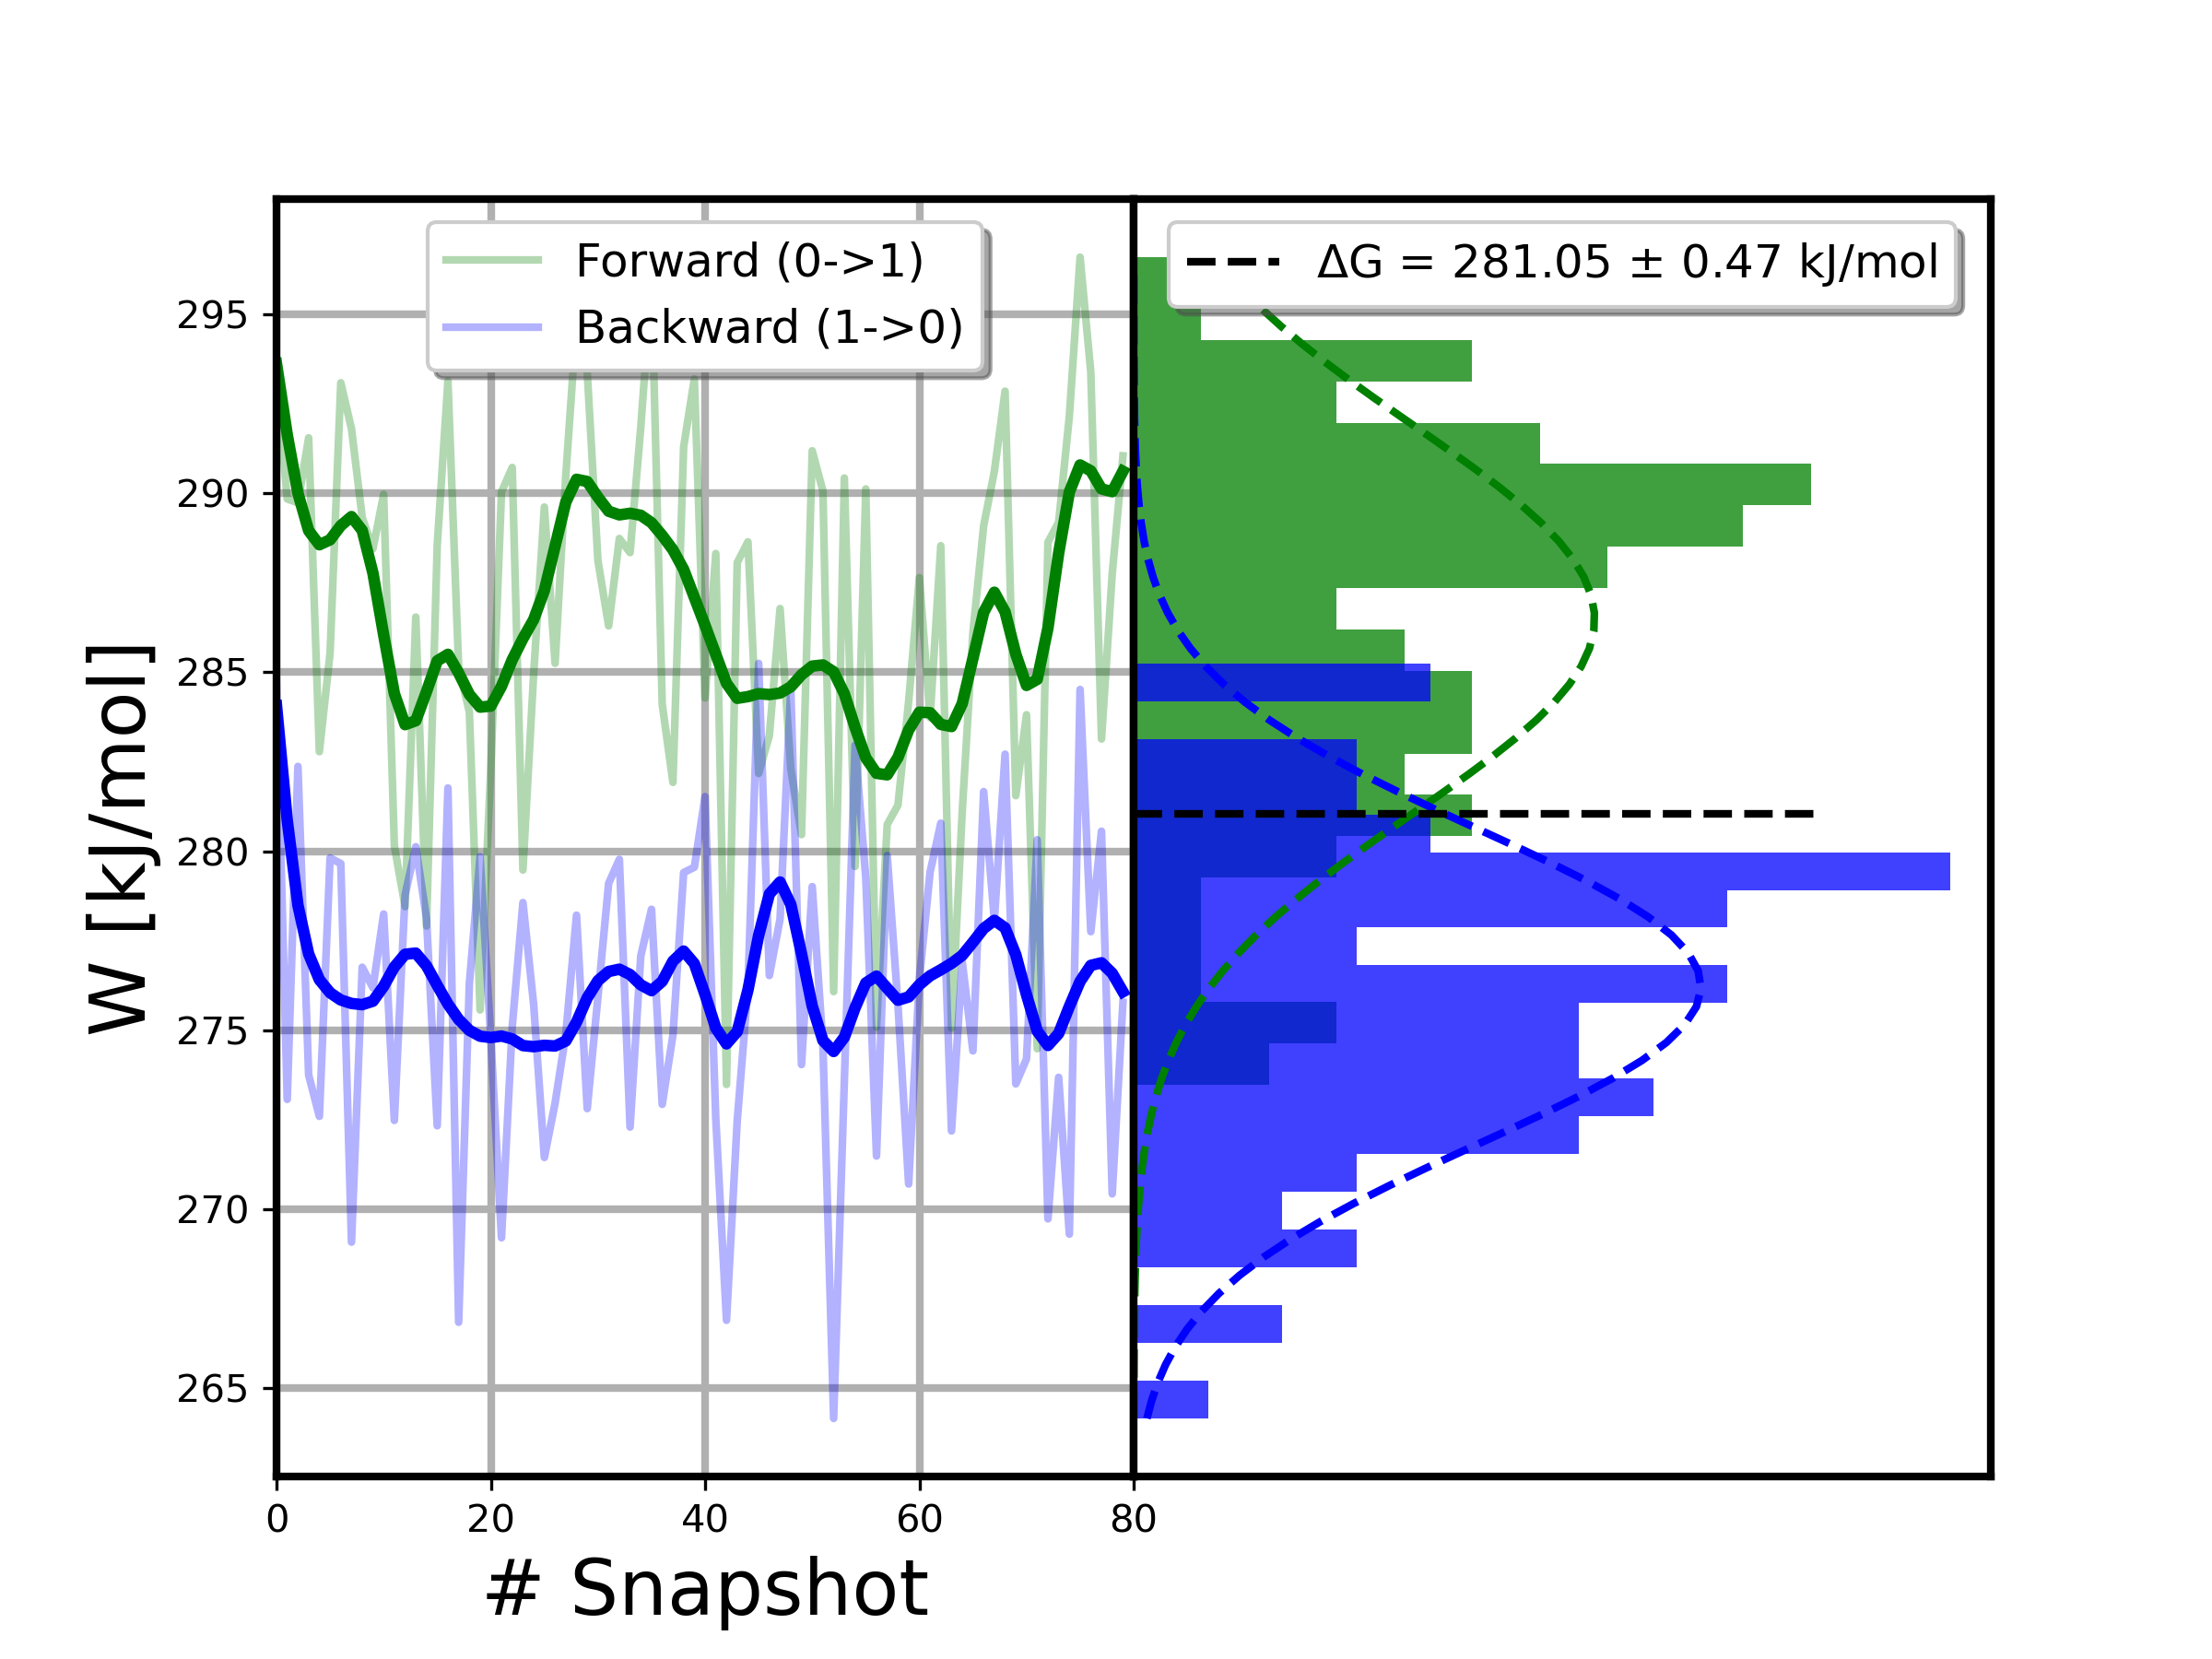 Forward (0->1)
Backward (1->0)
ΔG = 281.05 ± 0.47 kJ/mol
W [kJ/mol]
295
290
285
280
275
270
265
0 20 40 60 80
# Snapshot